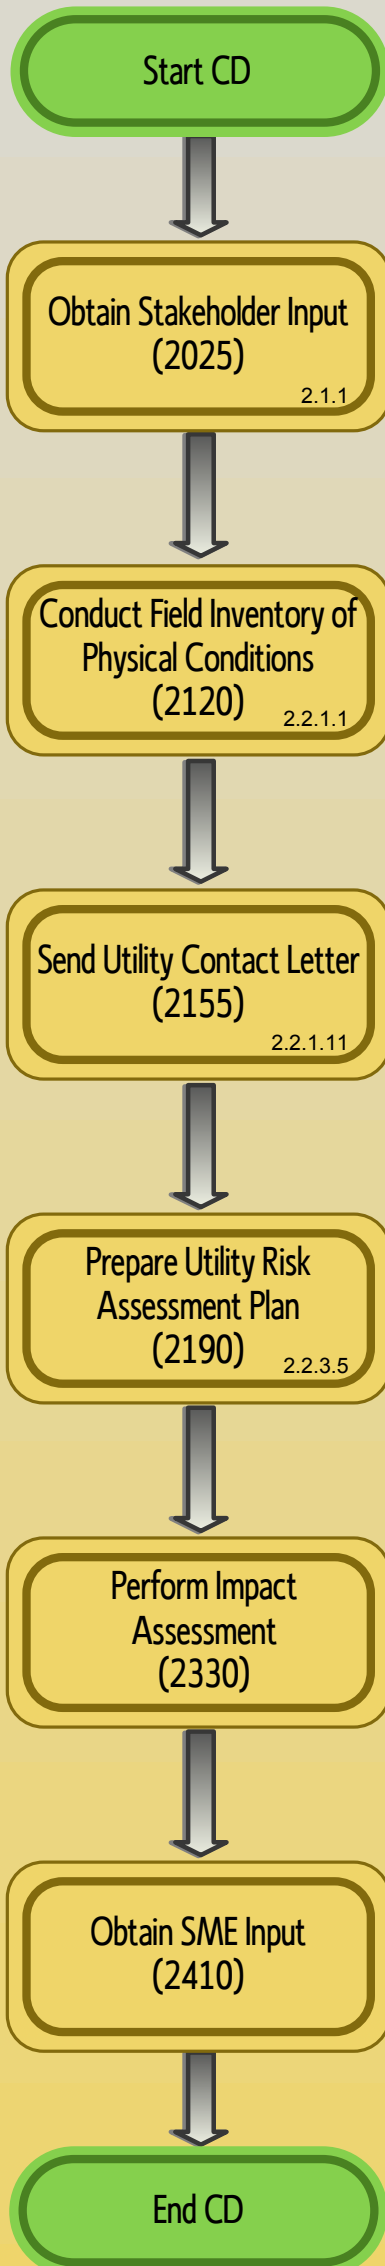 Start CD
Obtain Stakeholder Input
(2025)
2.1.1
Conduct Field Inventory of
Physical Conditions
(2120)
2.2.1.1
Send Utility Contact Letter
(2155)
2.2.1.11
Prepare Utility Risk
Assessment Plan
(2190)
2.2.3.5
Perform Impact
Assessment
(2330)
Obtain SME Input
(2410)
End CD